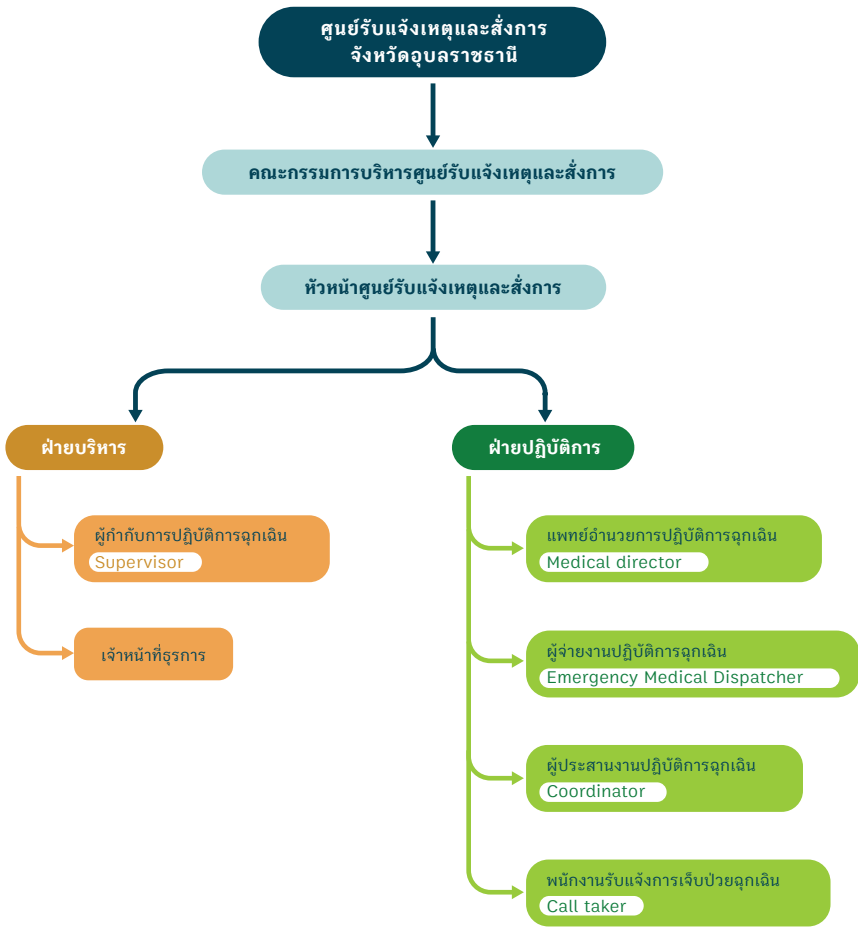 ศูนย์รับแจ้งเหตุและสั่งการ
จังหวัดอุบลราชธานี
คณะกรรมการบริหารศูนย์รับแจ้งเหตุและสั่งการ
หัวหน้าศูนย์รับแจ้งเหตุและสั่งการ
ฝ่ายบริหาร
ผู้กำกับการปฏิบัติการฉุกเฉิน
Supervisor
เจ้าหน้าที่ธุรการ
ฝ่ายปฏิบัติการ
แพทย์อำนวยการปฏิบัติการฉุกเฉิน
Medical director
ผู้จ่ายงานปฏิบัติการฉุกเฉิน
Emergency Medical Dispatcher
ผู้ประสานงานปฏิบัติการฉุกเฉิน
Coordinator
พนักงานรับแจ้งการเจ็บป่วยฉุกเฉิน
Call taker